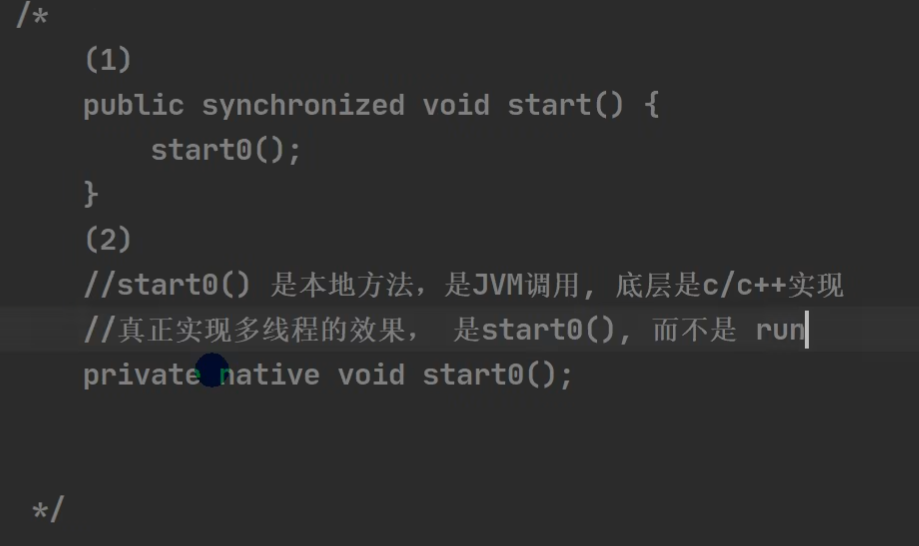 /*
(1)
public synchronized void start() {
start0();
}
(2)
//start0() 是本地方法，是JVM调用, 底层是c/c++实现
//真正实现多线程的效果， 是start0(), 而不是 run
private native void start0();
*/